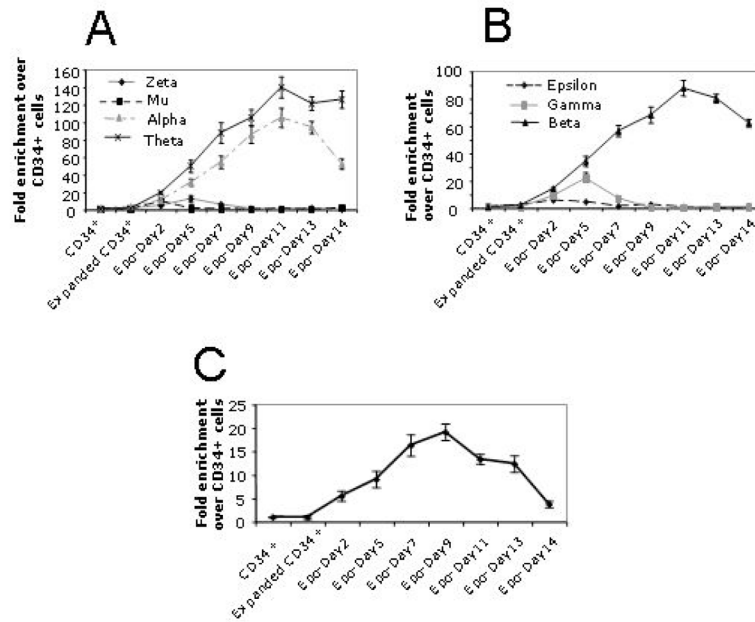 A
Fold enrichment over
CD34+ cells
160
140
120
100
80
60
40
20
0
Zeta
Mu
Alpha
Theta
CD34+
Expanded CD34+
Epo-Day2
Epo-Day5
Epo-Day7
Epo-Day9
Epo-Day11
Epo-Day13
Epo-Day14
B
Fold enrichment
over CD34+ cells
100
80
60
40
20
0
Epsilon
Gamma
Beta
CD34+
Expanded CD34+
Epo-Day2
Epo-Day5
Epo-Day7
Epo-Day9
Epo-Day11
Epo-Day13
Epo-Day14
C
Fold enrichment
over CD34+ cells
25
20
15
10
5
0
CD34+
Expanded CD34+
Epo-Day2
Epo-Day5
Epo-Day7
Epo-Day9
Epo-Day11
Epo-Day13
Epo-Day14